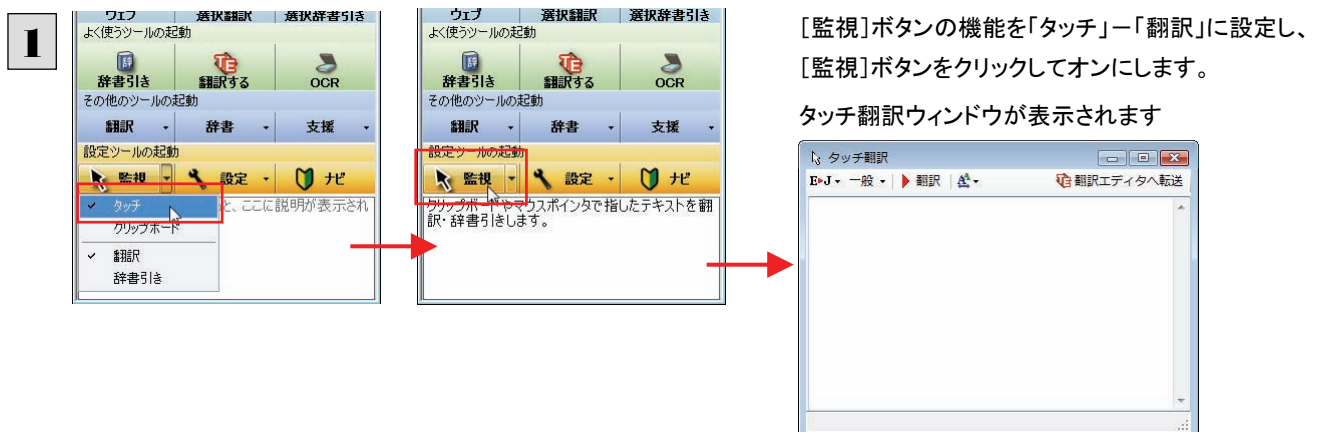 1
ウェブ 選択翻訳 選択辞書引き
よく使うツールの起動
辞書引き 翻訳する OCR
その他のツールの起動
翻訳 辞書 支援
設定ツールの起動
監視 設定 ナビ
タッチ
と、ここに説明が表示され
クリップボード
翻訳
辞書引き
ウェブ 選択翻訳 選択辞書引き
よく使うツールの起動
辞書引き 翻訳する OCR
その他のツールの起動
翻訳 辞書 支援
設定ツールの起動
監視 設定 ナビ
クリップボードやマウスポインタで指したテキストを翻
訳・辞書引きします。
[監視]ボタンの機能を「タッチ」－「翻訳」に設定し、
[監視]ボタンをクリックしてオンにします。
タッチ翻訳ウィンドウが表示されます
タッチ翻訳
E▸J 一般 翻訳 翻訳エディタへ転送